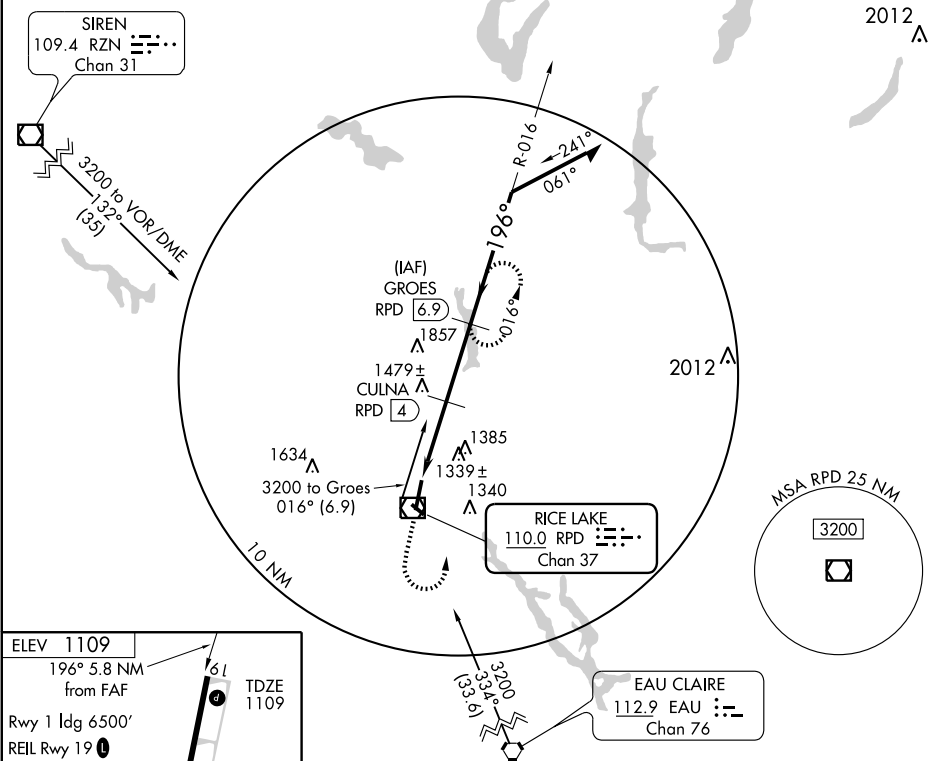 2012
SIREN
109.4 RZN
Chan 31
R-016
241°
061°
3200 to VOR/DME
132°
(35)
196°
(IAF)
GROES
RPD 6.9
016°
1857
2012
1479±
CULNA
RPD 4
1385
1634
1339±
3200 to Groes
016° (6.9)
1340
MSA RPD 25 NM
3200
RICE LAKE
110.0 RPD
Chan 37
10 NM
3200
334°
(33.6)
EAU CLAIRE
112.9 EAU
Chan 76
ELEV 1109
196° 5.8 NM
from FAF
19
P
TDZE
1109
Rwy 1 ldg 6500'
REIL Rwy 19 L